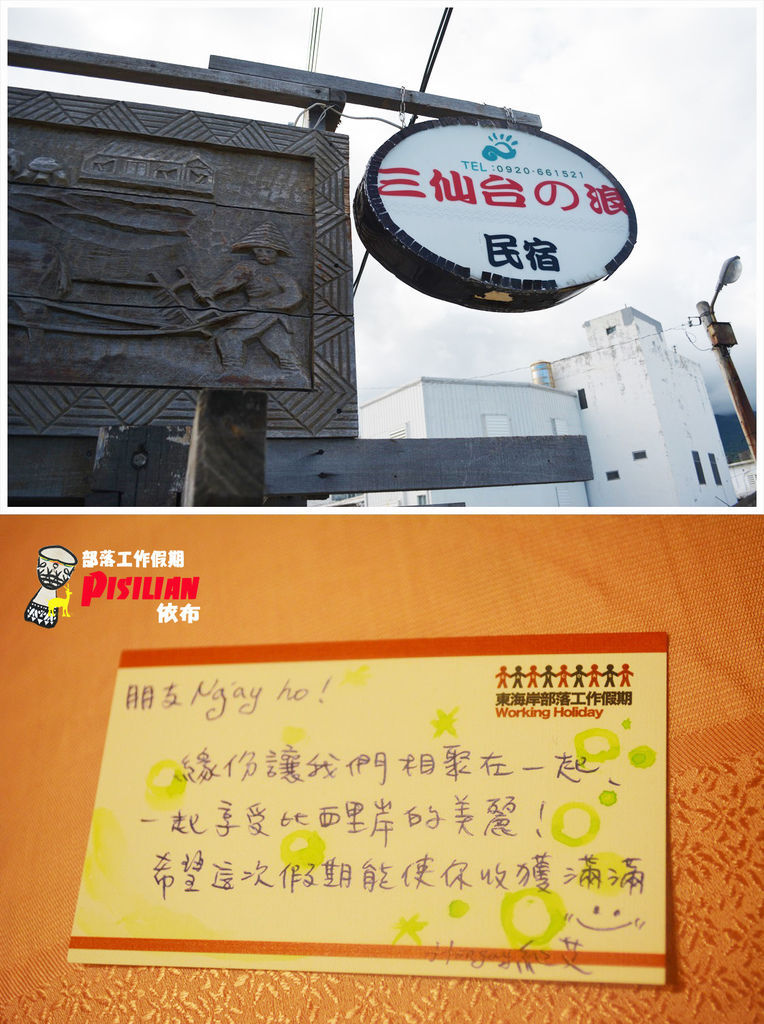 TEL:0920-661521
三仙台の浪
民宿
部落工作假期
PISILIAN
依布
東海岸部落工作假期
Working Holiday
朋友 Ngay ho!
緣份讓我們相聚在一起、
一起享受比西里岸的美麗!
希望這次假期能使你收獲滿滿